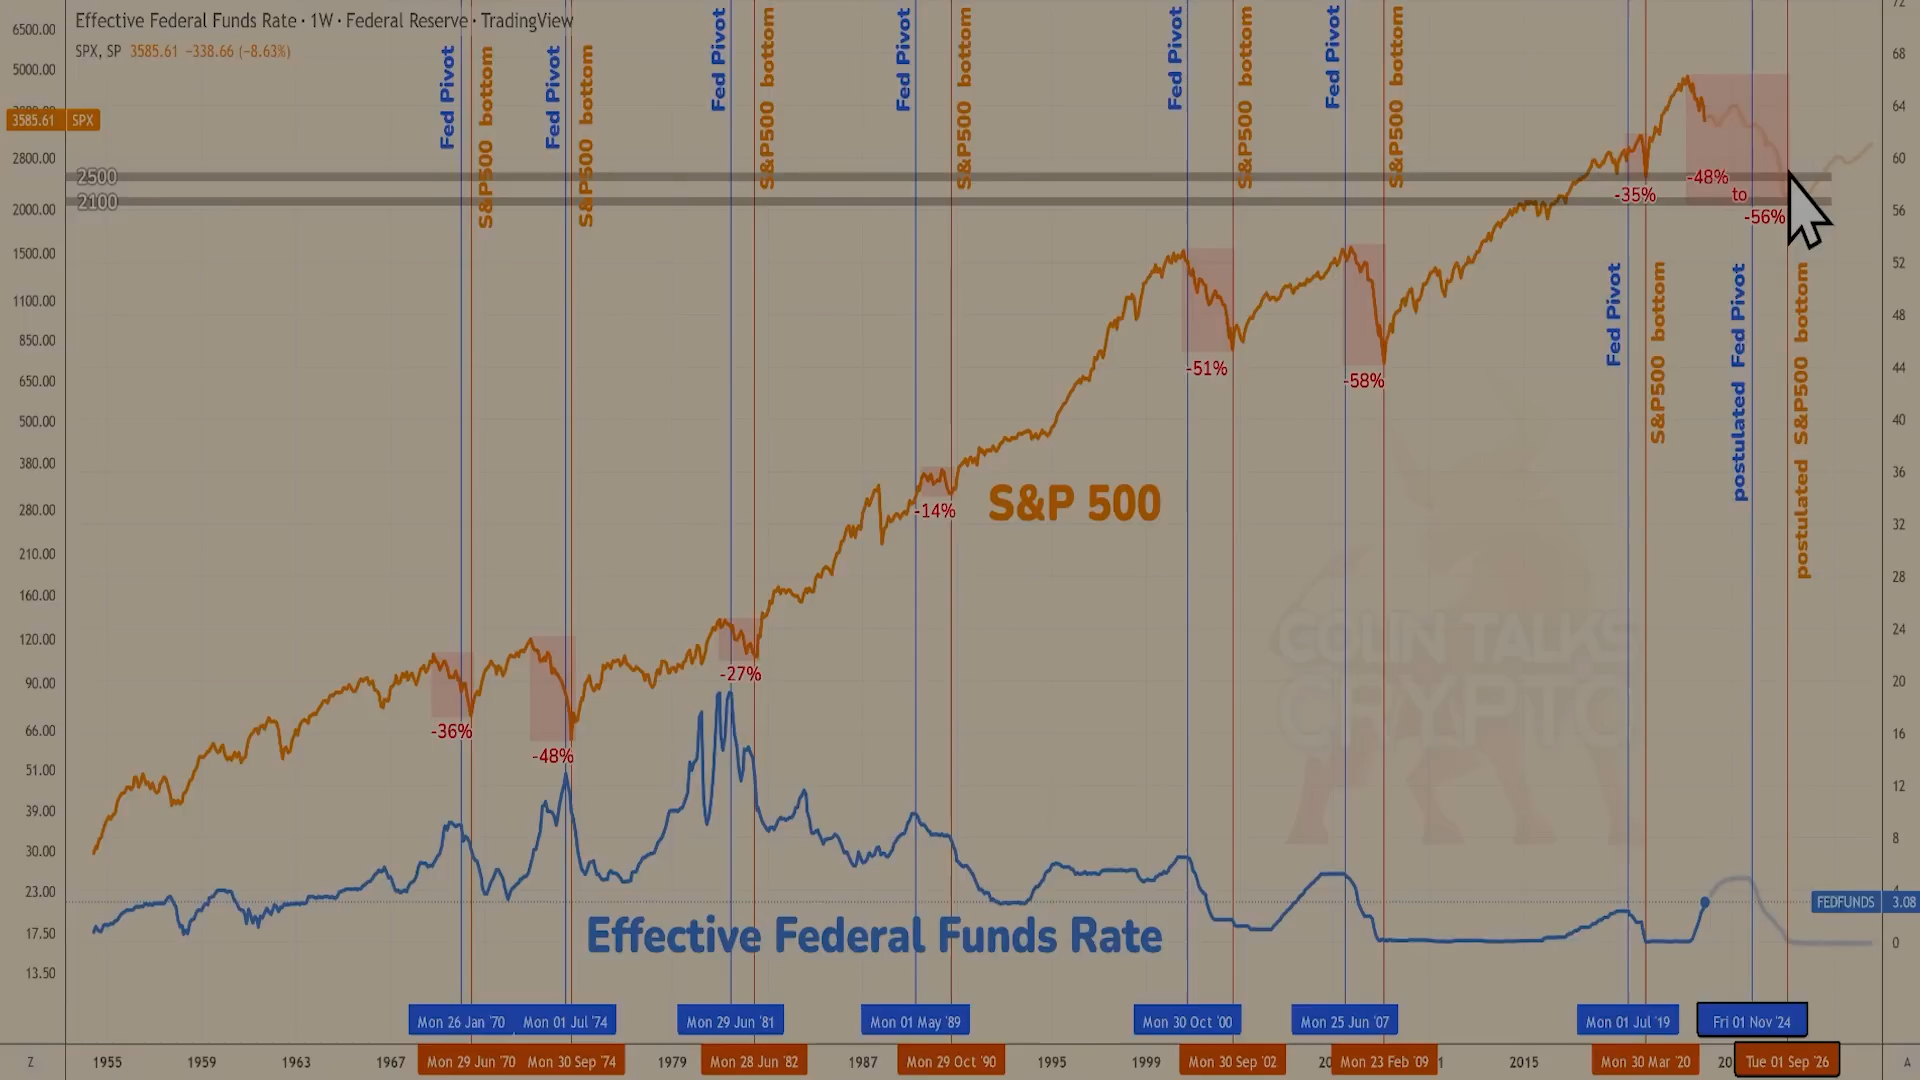 Effective Federal Funds Rate · 1W · Federal Reserve · TradingView
SPX, SP 3585.61 −338.66 (−8.63%)
6500.00
5000.00
3585.61 SPX
2800.00
2000.00
1500.00
1100.00
850.00
650.00
500.00
380.00
280.00
210.00
160.00
120.00
90.00
66.00
51.00
39.00
30.00
23.00
17.50
13.50
2500
2100
Fed Pivot
S&P500 bottom
Fed Pivot
S&P500 bottom
Fed Pivot
S&P500 bottom
Fed Pivot
S&P500 bottom
Fed Pivot
S&P500 bottom
Fed Pivot
S&P500 bottom
Fed Pivot
S&P500 bottom
postulated Fed Pivot
postulated S&P500 bottom
-36%
-48%
-27%
-14%
-51%
-58%
-35%
-48%
to
-56%
S&P 500
Effective Federal Funds Rate
COLIN TALKS
CRYPTO
72
68
64
60
56
52
48
44
40
36
32
28
24
20
16
12
8
4
FEDFUNDS 3.08
0
Mon 26 Jan '70
Mon 01 Jul '74
Mon 29 Jun '81
Mon 01 May '89
Mon 30 Oct '00
Mon 25 Jun '07
Mon 01 Jul '19
Fri 01 Nov '24
Z
1955
1959
1963
1967
Mon 29 Jun '70
Mon 30 Sep '74
1979
Mon 28 Jun '82
1987
Mon 29 Oct '90
1995
1999
Mon 30 Sep '02
Mon 23 Feb '09
2015
Mon 30 Mar '20
Tue 01 Sep '26
A